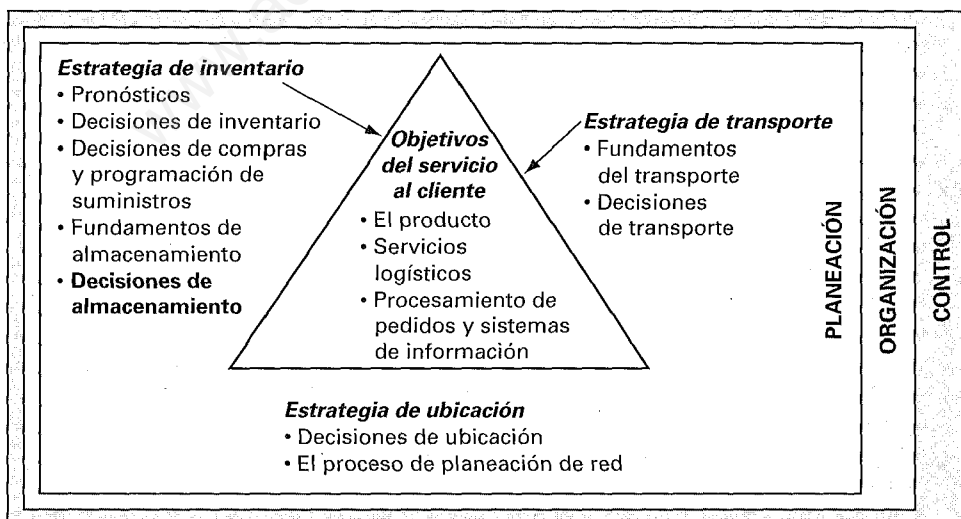 Estrategia de inventario
• Pronósticos
• Decisiones de inventario
• Decisiones de compras
y programación de
suministros
• Fundamentos de
almacenamiento
• Decisiones de
almacenamiento
Objetivos
del servicio
al cliente
• El producto
• Servicios
logísticos
• Procesamiento de
pedidos y sistemas
de información
Estrategia de transporte
• Fundamentos
del transporte
• Decisiones
de transporte
Estrategia de ubicación
• Decisiones de ubicación
• El proceso de planeación de red
PLANEACIÓN
ORGANIZACIÓN
CONTROL